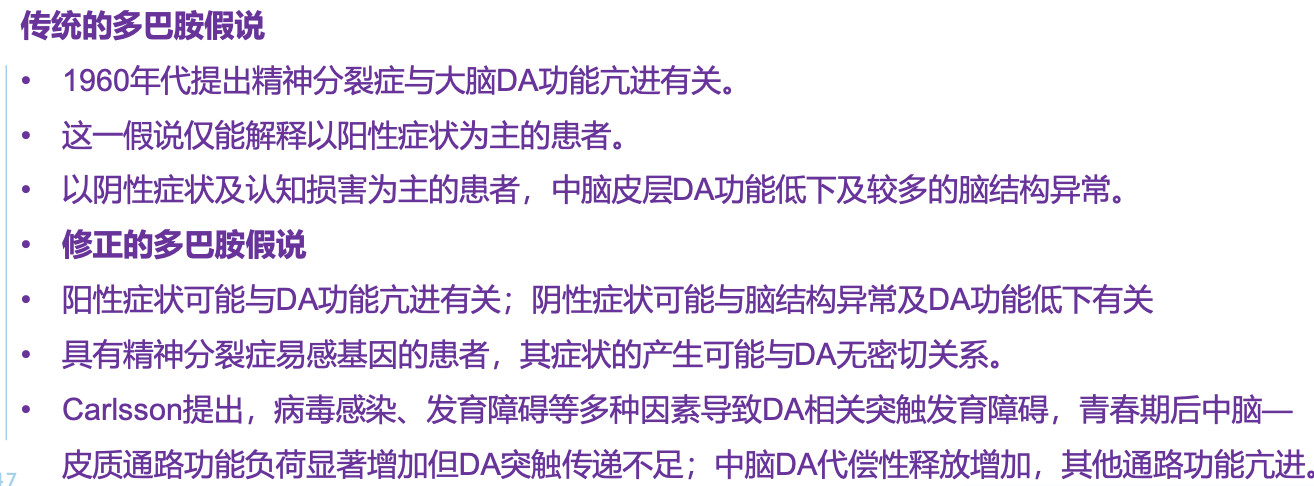 传统的多巴胺假说
• 1960年代提出精神分裂症与大脑DA功能亢进有关。
• 这一假说仅能解释以阳性症状为主的患者。
• 以阴性症状及认知损害为主的患者，中脑皮层DA功能低下及较多的脑结构异常。
• 修正的多巴胺假说
• 阳性症状可能与DA功能亢进有关；阴性症状可能与脑结构异常及DA功能低下有关
• 具有精神分裂症易感基因的患者，其症状的产生可能与DA无密切关系。
• Carlsson提出，病毒感染、发育障碍等多种因素导致DA相关突触发育障碍，青春期后中脑—
皮质通路功能负荷显著增加但DA突触传递不足；中脑DA代偿性释放增加，其他通路功能亢进。
47